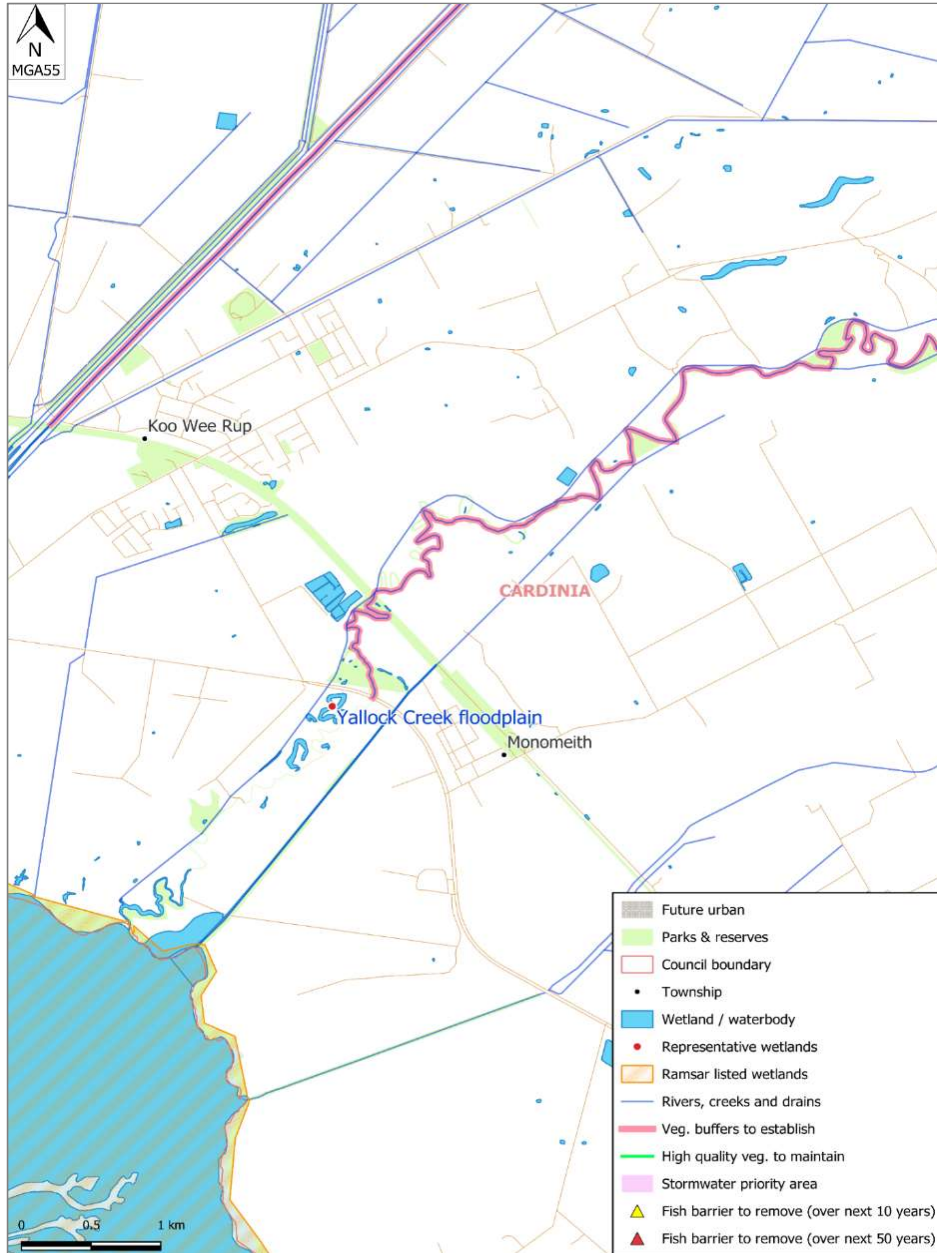 N
MGA55
Koo Wee Rup
CARDINIA
Yallock Creek floodplain
Monomeith
Future urban
Parks & reserves
Council boundary
Township
Wetland / waterbody
Representative wetlands
Ramsar listed wetlands
Rivers, creeks and drains
Veg. buffers to establish
High quality veg. to maintain
Stormwater priority area
Fish barrier to remove (over next 10 years)
Fish barrier to remove (over next 50 years)
0 0.5 1 km